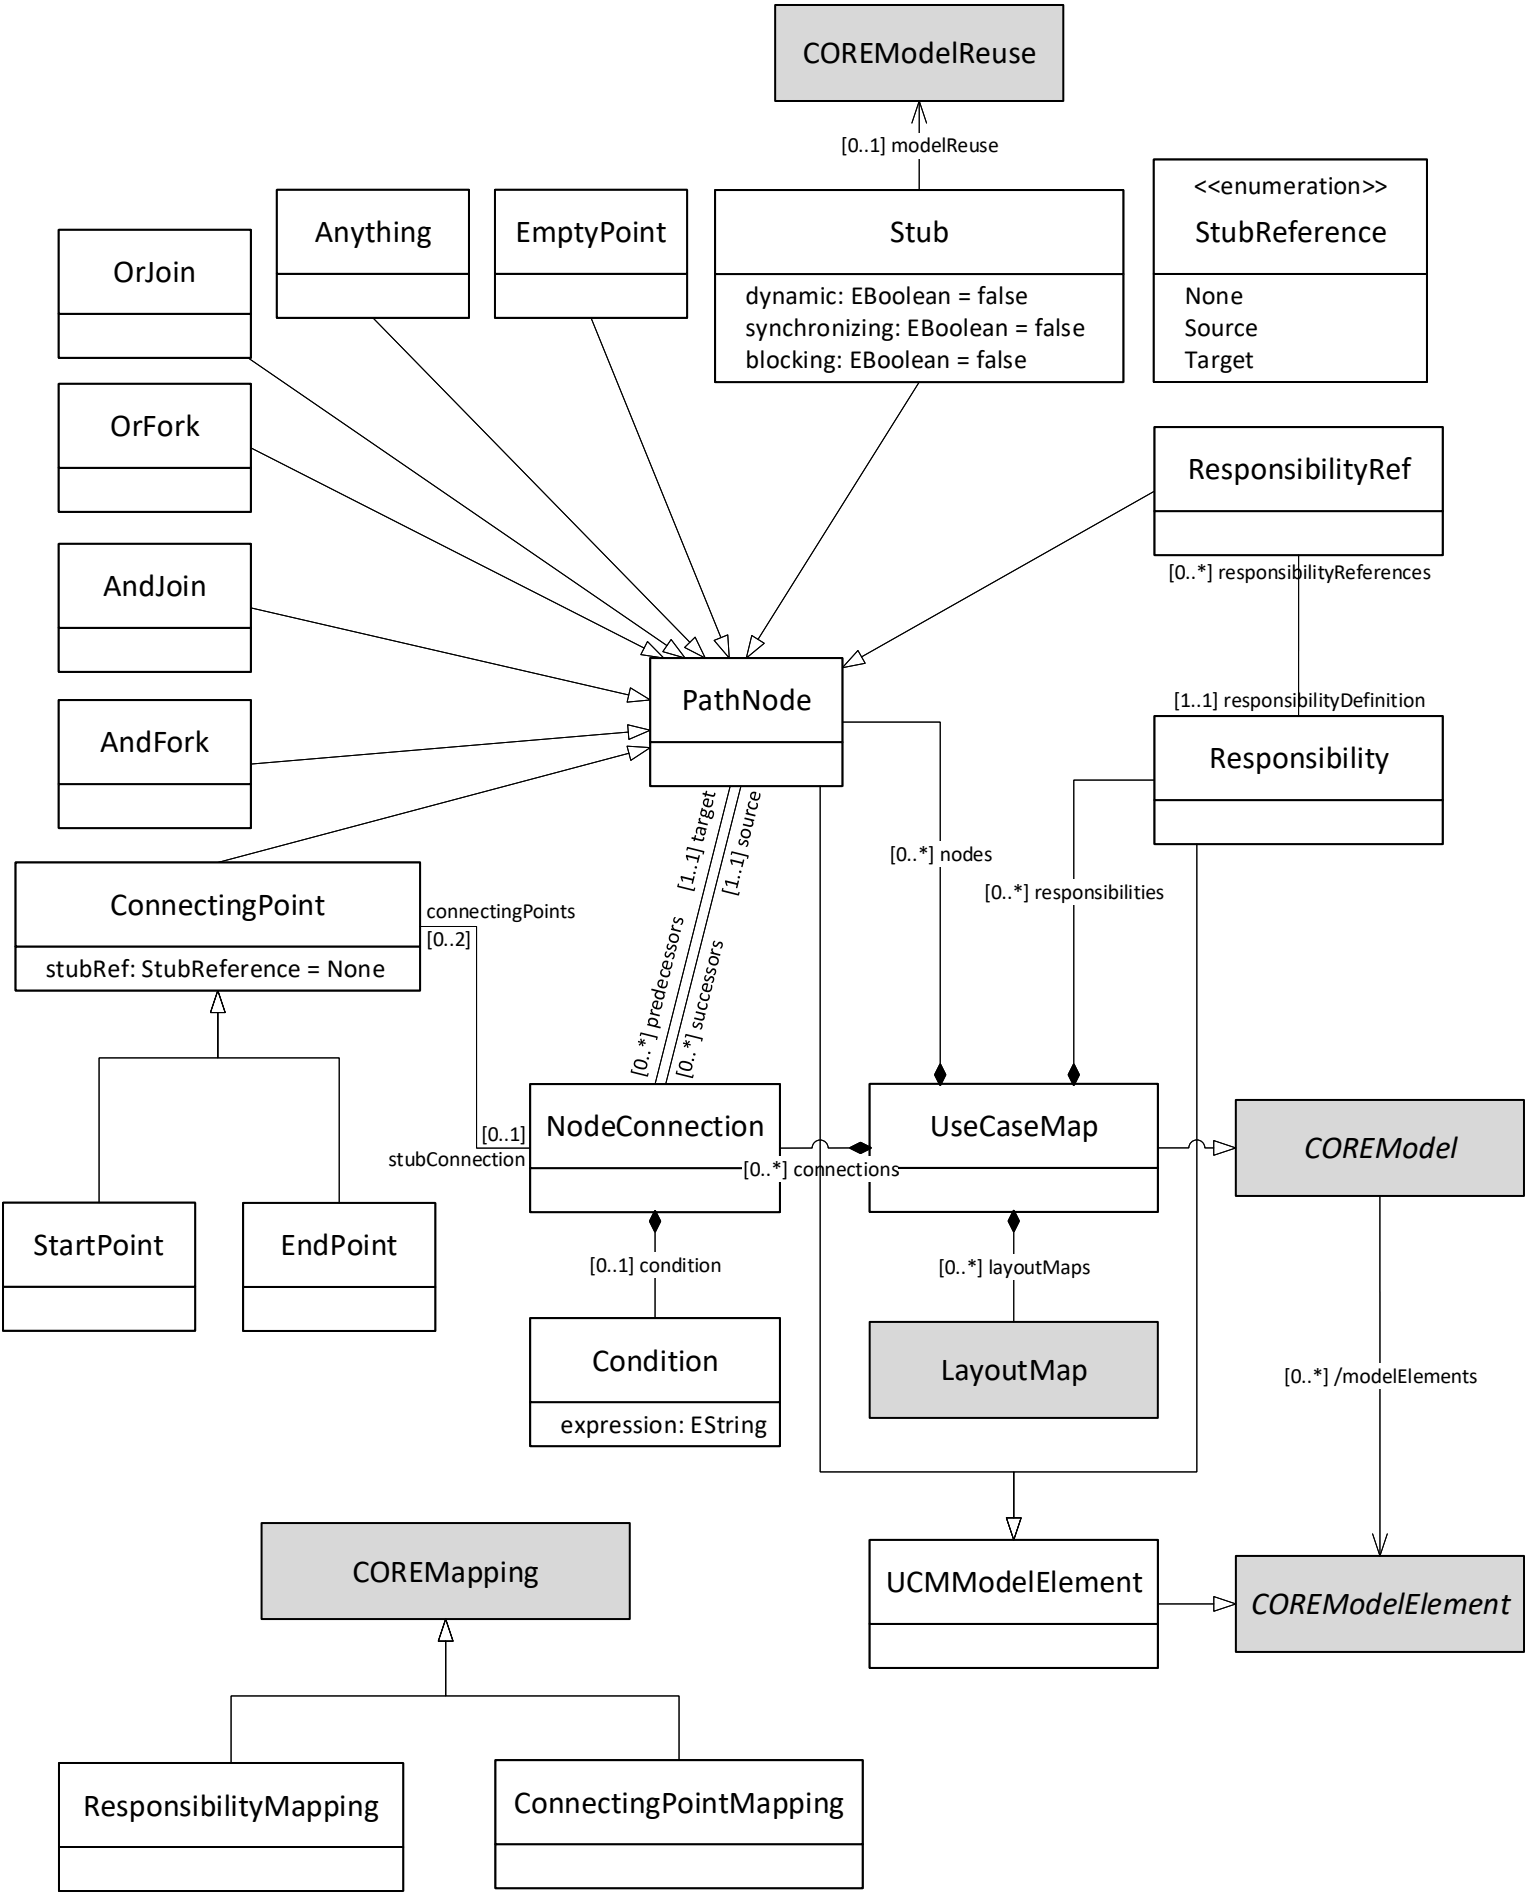 COREModelReuse
[0..1] modelReuse
<<enumeration>>
StubReference
None
Source
Target
Anything
EmptyPoint
Stub
dynamic: EBoolean = false
synchronizing: EBoolean = false
blocking: EBoolean = false
OrJoin
OrFork
AndJoin
AndFork
ResponsibilityRef
[0..*] responsibilityReferences
[1..1] responsibilityDefinition
Responsibility
PathNode
[1..1] target
[1..1] source
[0..*] predecessors
[0..*] successors
[0..*] nodes
[0..*] responsibilities
ConnectingPoint
stubRef: StubReference = None
connectingPoints
[0..2]
[0..1]
stubConnection
NodeConnection
[0..*] connections
UseCaseMap
COREModel
StartPoint
EndPoint
[0..1] condition
[0..*] layoutMaps
Condition
expression: EString
LayoutMap
[0..*] /modelElements
COREMapping
UCMModelElement
COREModelElement
ResponsibilityMapping
ConnectingPointMapping